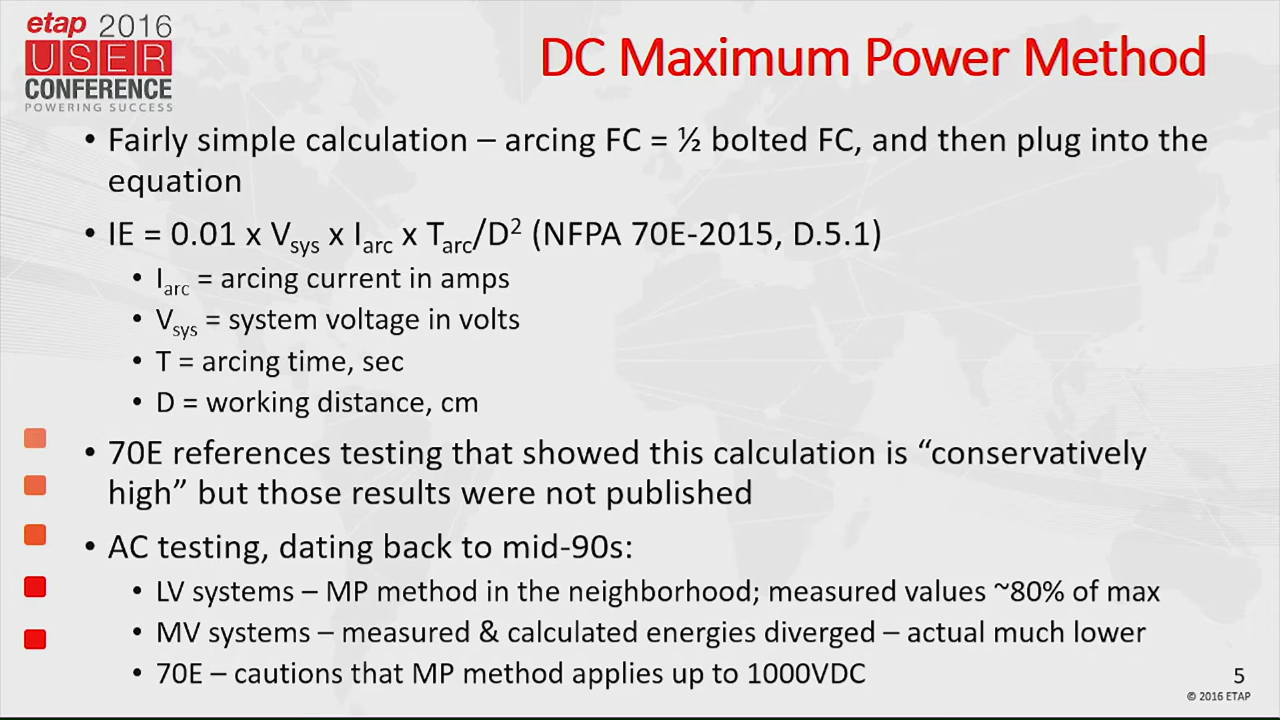 etap 2016
USER
CONFERENCE
POWERING SUCCESS
DC Maximum Power Method
• Fairly simple calculation – arcing FC = ½ bolted FC, and then plug into the
equation
• IE = 0.01 x Vsys x Iarc x Tarc/D² (NFPA 70E-2015, D.5.1)
• Iarc = arcing current in amps
• Vsys = system voltage in volts
• T = arcing time, sec
• D = working distance, cm
• 70E references testing that showed this calculation is “conservatively
high” but those results were not published
• AC testing, dating back to mid-90s:
• LV systems – MP method in the neighborhood; measured values ~80% of max
• MV systems – measured & calculated energies diverged – actual much lower
• 70E – cautions that MP method applies up to 1000VDC
5
© 2016 ETAP